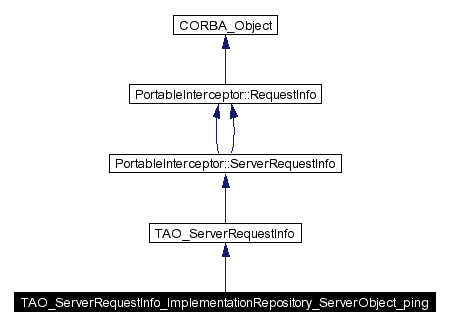 CORBA_Object
PortableInterceptor::RequestInfo
PortableInterceptor::ServerRequestInfo
TAO_ServerRequestInfo
TAO_ServerRequestInfo_ImplementationRepository_ServerObject_ping